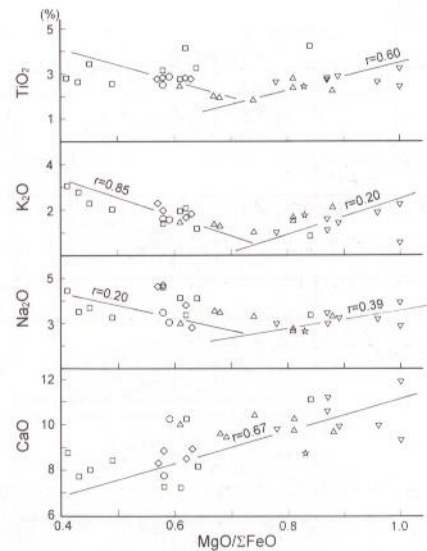 (%)
5
3
1
TiO₂
r=0.60
4
2
K₂O
r=0.85
r=0.20
5
3
Na₂O
r=0.20
r=0.39
12
10
8
6
CaO
r=0.67
0.4 0.6 0.8 1.0
MgO/ΣFeO